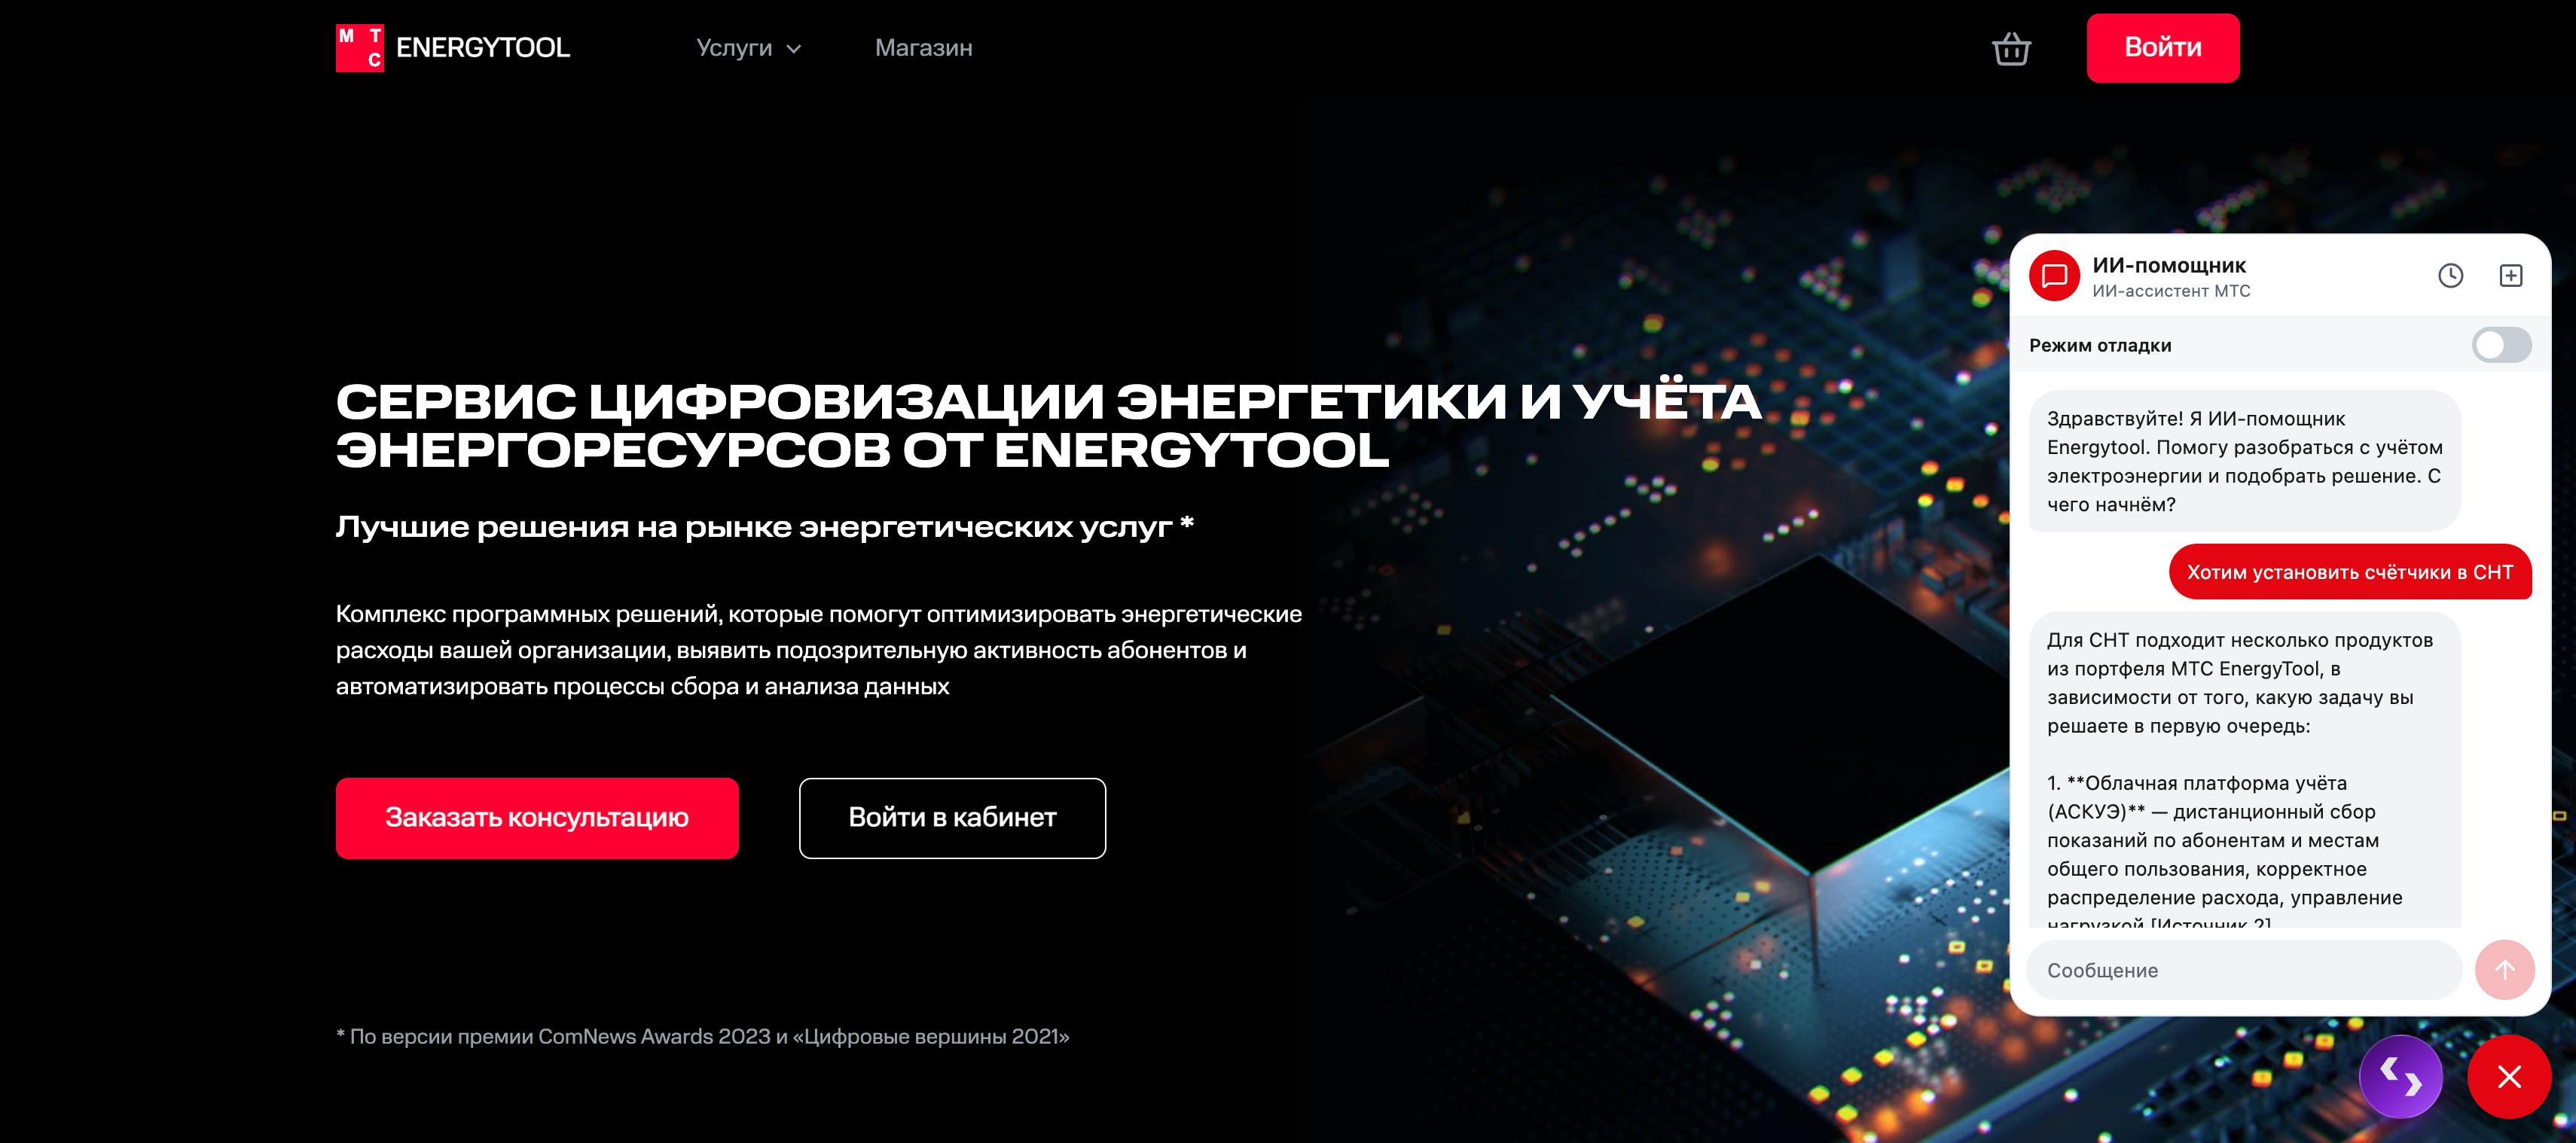 М Т
С
ENERGYTOOL
Услуги
Магазин
Войти
СЕРВИС ЦИФРОВИЗАЦИИ ЭНЕРГЕТИКИ И УЧЁТА
ЭНЕРГОРЕСУРСОВ ОТ ENERGYTOOL
Лучшие решения на рынке энергетических услуг *
Комплекс программных решений, которые помогут оптимизировать энергетические
расходы вашей организации, выявить подозрительную активность абонентов и
автоматизировать процессы сбора и анализа данных
Заказать консультацию
Войти в кабинет
* По версии премии ComNews Awards 2023 и «Цифровые вершины 2021»
ИИ-помощник
ИИ-ассистент МТС
Режим отладки
Здравствуйте! Я ИИ-помощник
Energytool. Помогу разобраться с учётом
электроэнергии и подобрать решение. С
чего начнём?
Хотим установить счётчики в СНТ
Для СНТ подходит несколько продуктов
из портфеля МТС EnergyTool, в
зависимости от того, какую задачу вы
решаете в первую очередь:
1. **Облачная платформа учёта
(АСКУЭ)** — дистанционный сбор
показаний по абонентам и местам
общего пользования, корректное
распределение расхода, управление
нагрузкой [Источник 2]
Сообщение